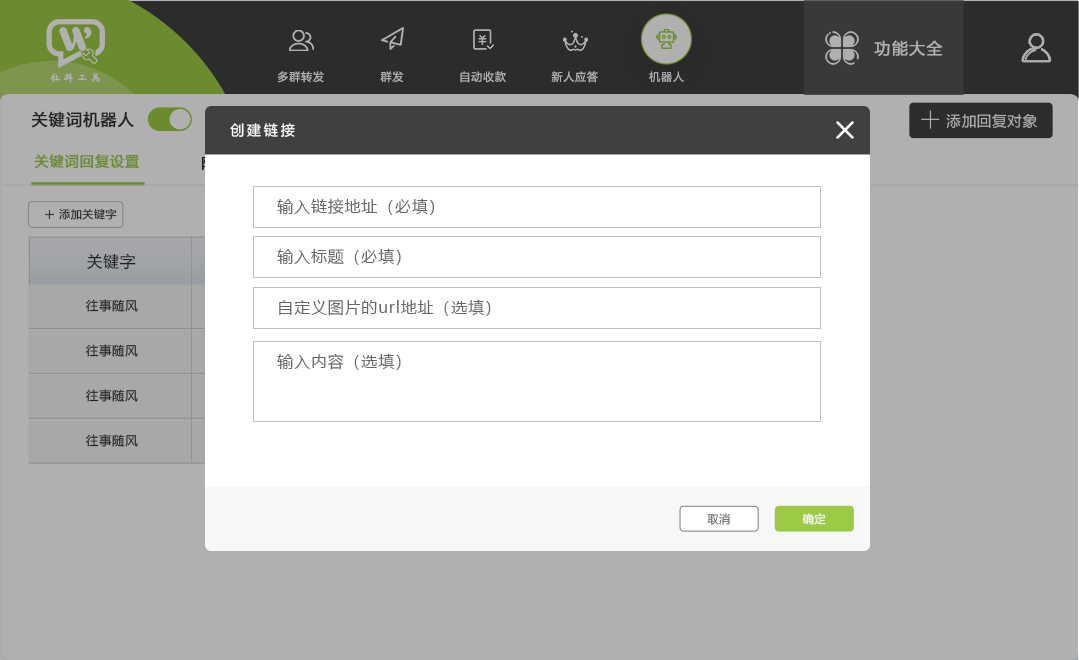 W
社群工具
多群转发
群发
自动收款
新人应答
机器人
功能大全
关键词机器人
添加回复对象
关键词回复设置
+ 添加关键字
关键字
往事随风
往事随风
往事随风
往事随风
创建链接
输入链接地址（必填）
输入标题（必填）
自定义图片的url地址（选填）
输入内容（选填）
取消
确定